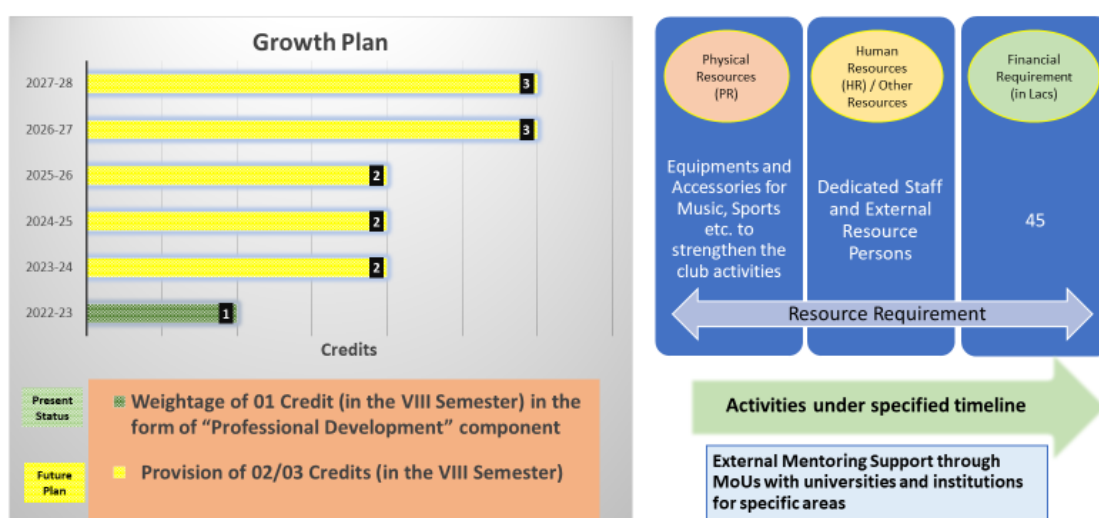 Growth Plan
2027-28
3
2026-27
3
2025-26
2
2024-25
2
2023-24
2
2022-23
1
Credits
Present
Status
Weightage of 01 Credit (in the VIII Semester) in the
form of “Professional Development” component
Future
Plan
Provision of 02/03 Credits (in the VIII Semester)
Physical
Resources
(PR)
Human
Resources
(HR) / Other
Resources
Financial
Requirement
(in Lacs)
Equipments and
Accessories for
Music, Sports
etc. to
strengthen the
club activities
Dedicated Staff
and External
Resource
Persons
45
Resource Requirement
Activities under specified timeline
External Mentoring Support through
MoUs with universities and institutions
for specific areas